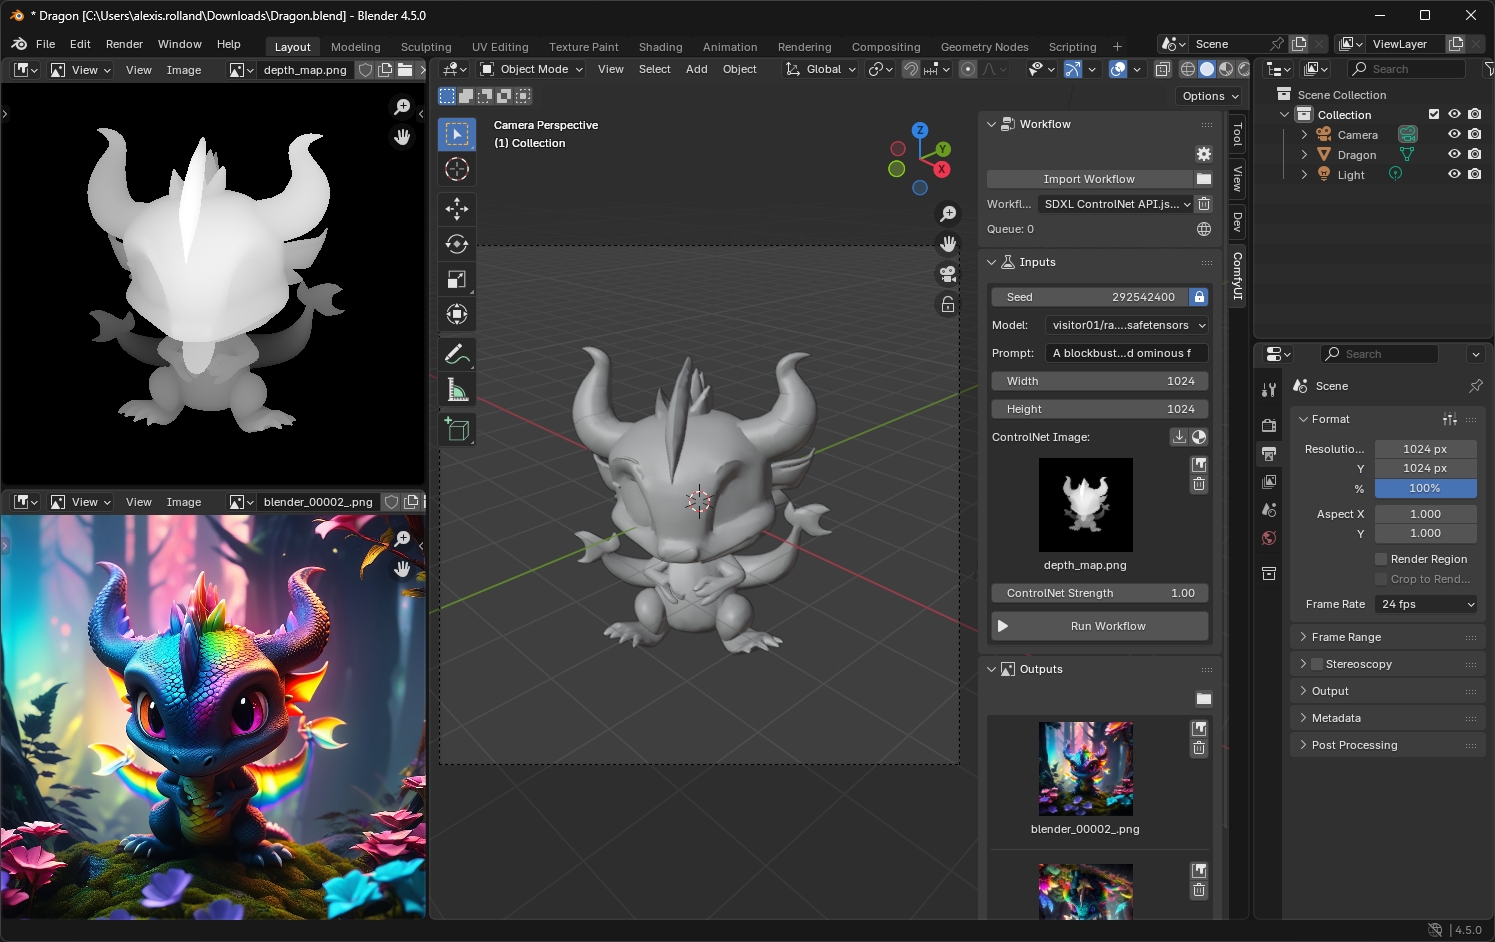 * Dragon [C:\Users\alexis.rolland\Downloads\Dragon.blend] - Blender 4.5.0
File Edit Render Window Help Layout Modeling Sculpting UV Editing Texture Paint Shading Animation Rendering Compositing Geometry Nodes Scripting + Scene ViewLayer
View View Image depth_map.png
Object Mode View Select Add Object Global
Options
Camera Perspective
(1) Collection
Z
Y
X
View View Image blender_00002_.png
Workflow
Import Workflow
Workfl... SDXL ControlNet API.js...
Queue: 0
Inputs
Seed 292542400
Model: visitor01/ra....safetensors
Prompt: A blockbust...d ominous f
Width 1024
Height 1024
ControlNet Image:
depth_map.png
ControlNet Strength 1.00
Run Workflow
Outputs
blender_00002_.png
Tool
View
Dev
ComfyUI
Search
Scene Collection
Collection
Camera
Dragon
Light
Search
Scene
Format
Resolutio... 1024 px
Y 1024 px
% 100%
Aspect X 1.000
Y 1.000
Render Region
Crop to Rend...
Frame Rate 24 fps
Frame Range
Stereoscopy
Output
Metadata
Post Processing
4.5.0